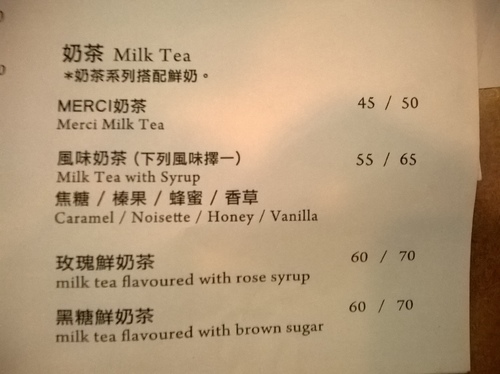 奶茶 Milk Tea
*奶茶系列搭配鮮奶。
MERCI奶茶 45 / 50
Merci Milk Tea
風味奶茶 (下列風味擇一) 55 / 65
Milk Tea with Syrup
焦糖 / 榛果 / 蜂蜜 / 香草
Caramel / Noisette / Honey / Vanilla
玫瑰鮮奶茶 60 / 70
milk tea flavoured with rose syrup
黑糖鮮奶茶 60 / 70
milk tea flavoured with brown sugar